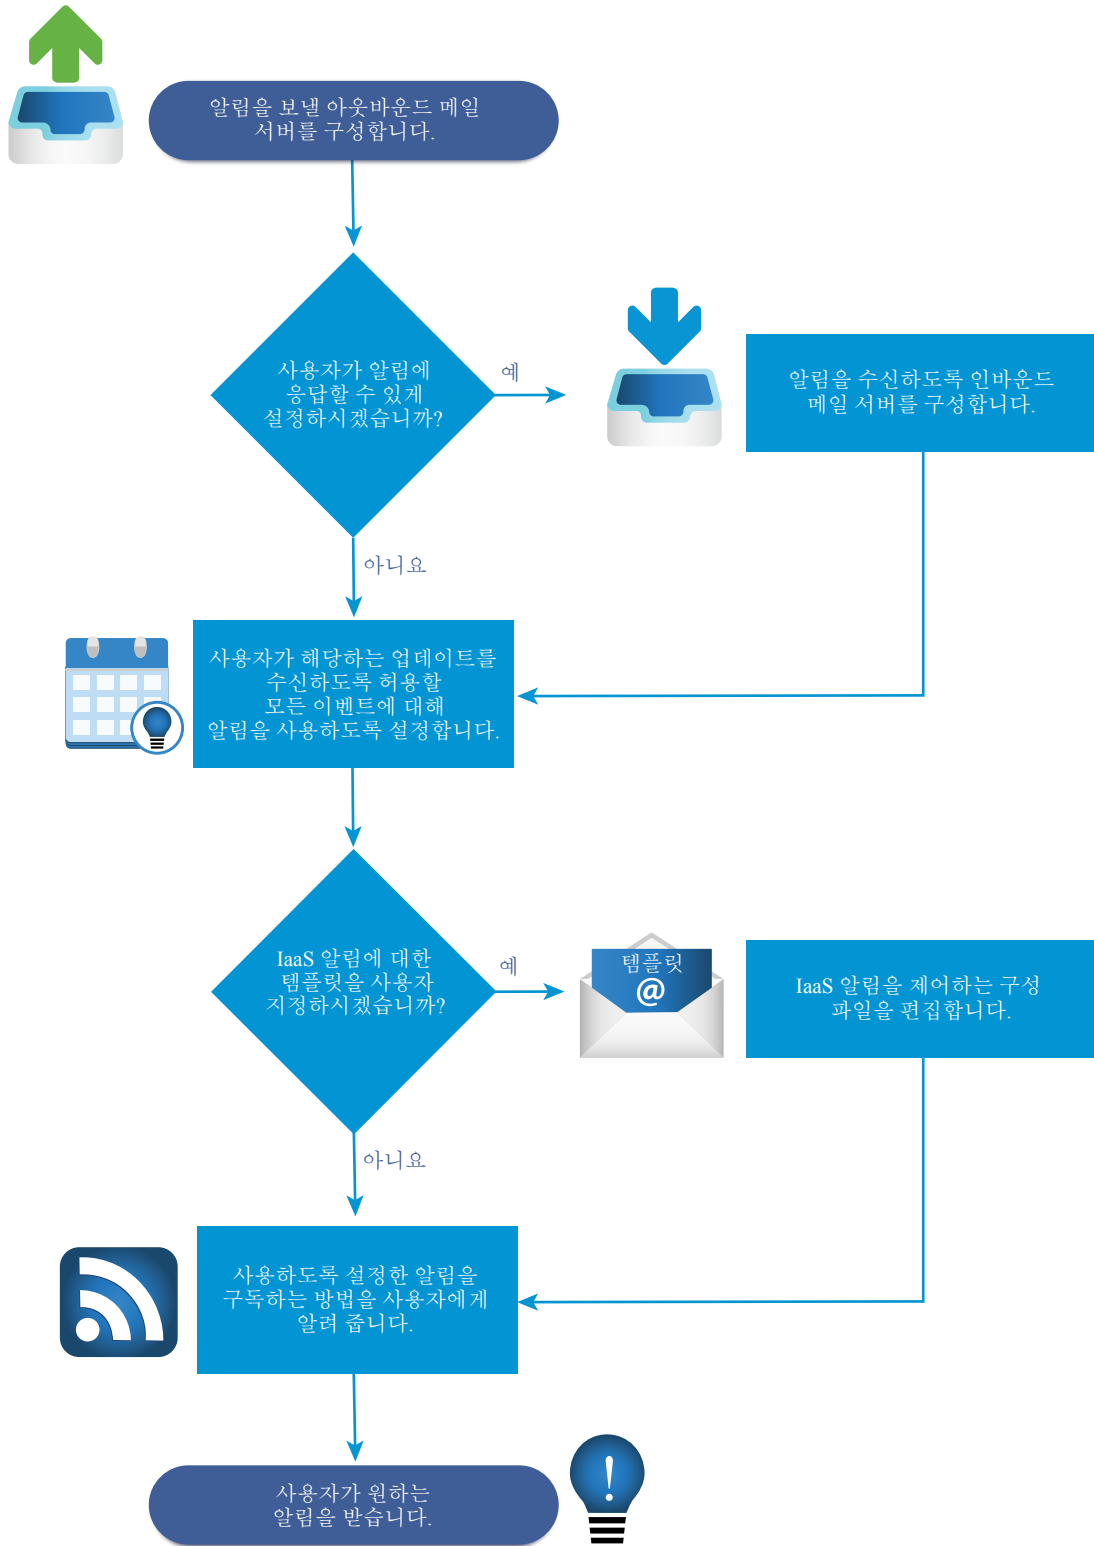 알림을 보낼 아웃바운드 메일
서버를 구성합니다.
사용자가 알림에
응답할 수 있게
설정하시겠습니까?
예
알림을 수신하도록 인바운드
메일 서버를 구성합니다.
아니요
사용자가 해당하는 업데이트를
수신하도록 허용할
모든 이벤트에 대해
알림을 사용하도록 설정합니다.
IaaS 알림에 대한
템플릿을 사용자
지정하시겠습니까?
예
템플릿
@
IaaS 알림을 제어하는 구성
파일을 편집합니다.
아니요
사용하도록 설정한 알림을
구독하는 방법을 사용자에게
알려 줍니다.
사용자가 원하는
알림을 받습니다.
!